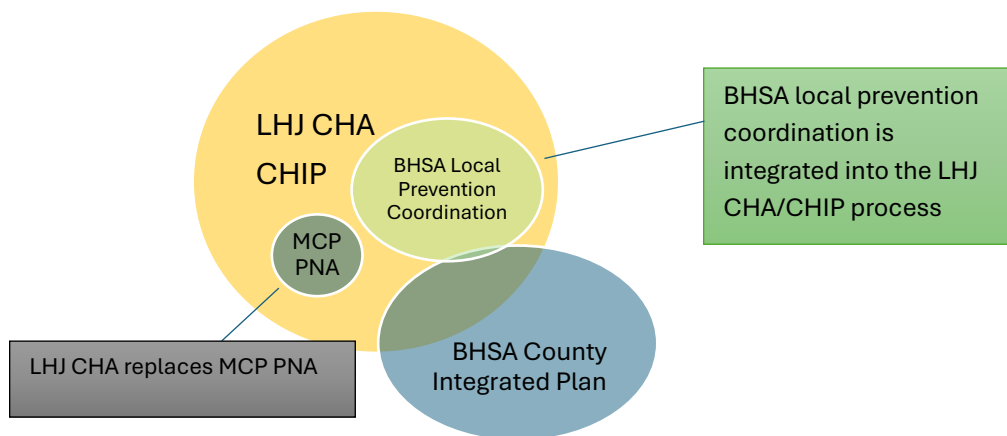 LHJ CHA
CHIP
BHSA Local
Prevention
Coordination
MCP
PNA
BHSA County
Integrated Plan
BHSA local prevention
coordination is
integrated into the LHJ
CHA/CHIP process
LHJ CHA replaces MCP PNA